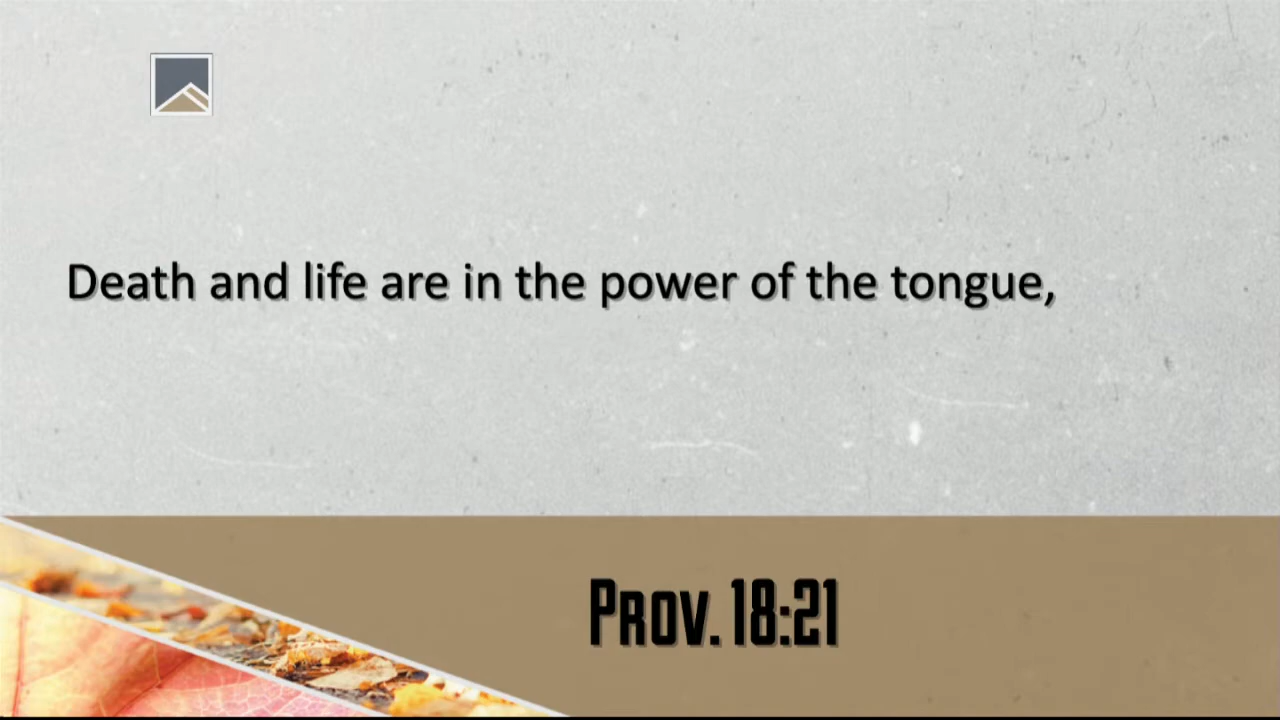 Death and life are in the power of the tongue,
Prov. 18:21